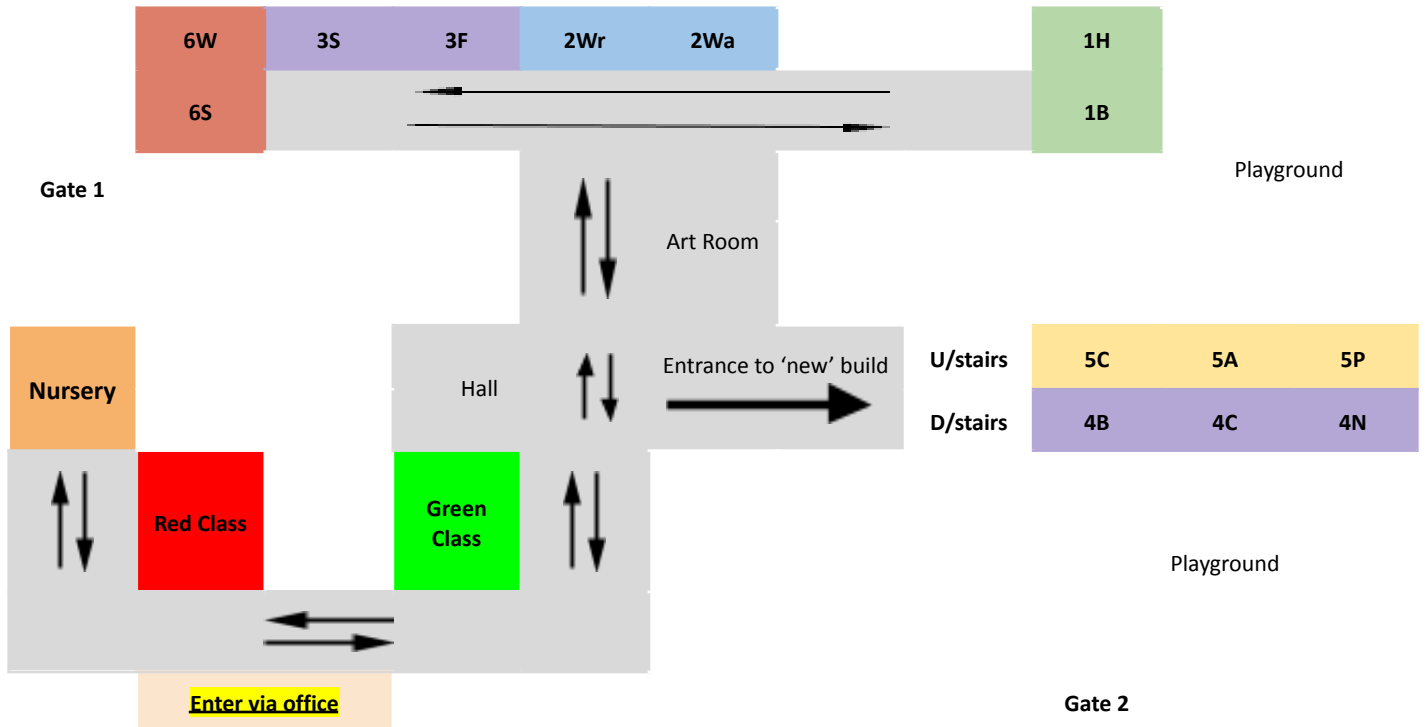 6W 3S 3F 2Wr 2Wa 1H
6S 1B
Gate 1
Playground
Art Room
Nursery
Hall
Entrance to ‘new’ build
U/stairs 5C 5A 5P
D/stairs 4B 4C 4N
Red Class
Green
Class
Playground
Enter via office
Gate 2